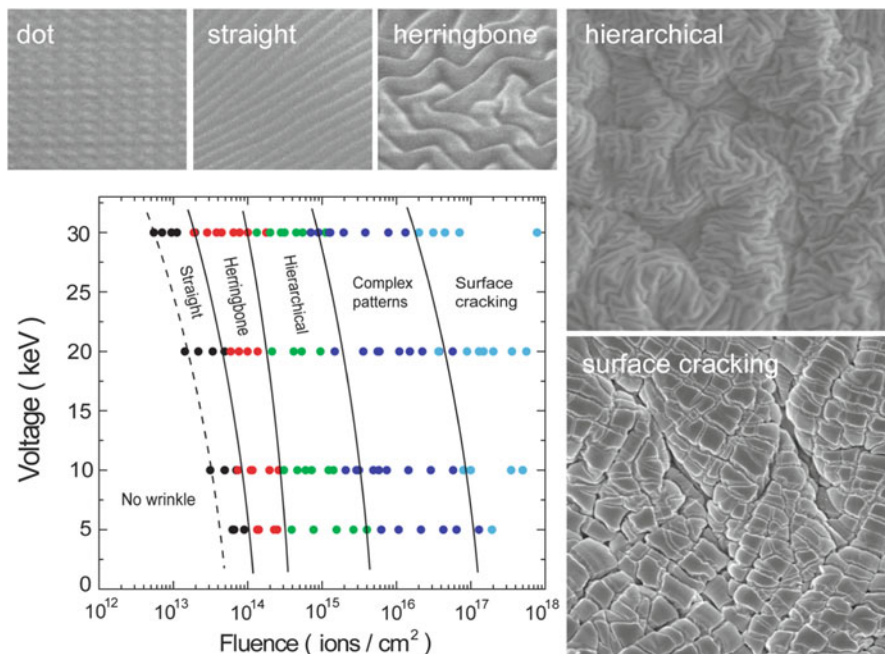 dot
straight
herringbone
hierarchical
surface cracking
Voltage ( keV )
30
25
20
15
10
5
0
Straight
Herringbone
Hierarchical
Complex
patterns
Surface
cracking
No wrinkle
10¹²
10¹³
10¹⁴
10¹⁵
10¹⁶
10¹⁷
10¹⁸
Fluence ( ions / cm² )